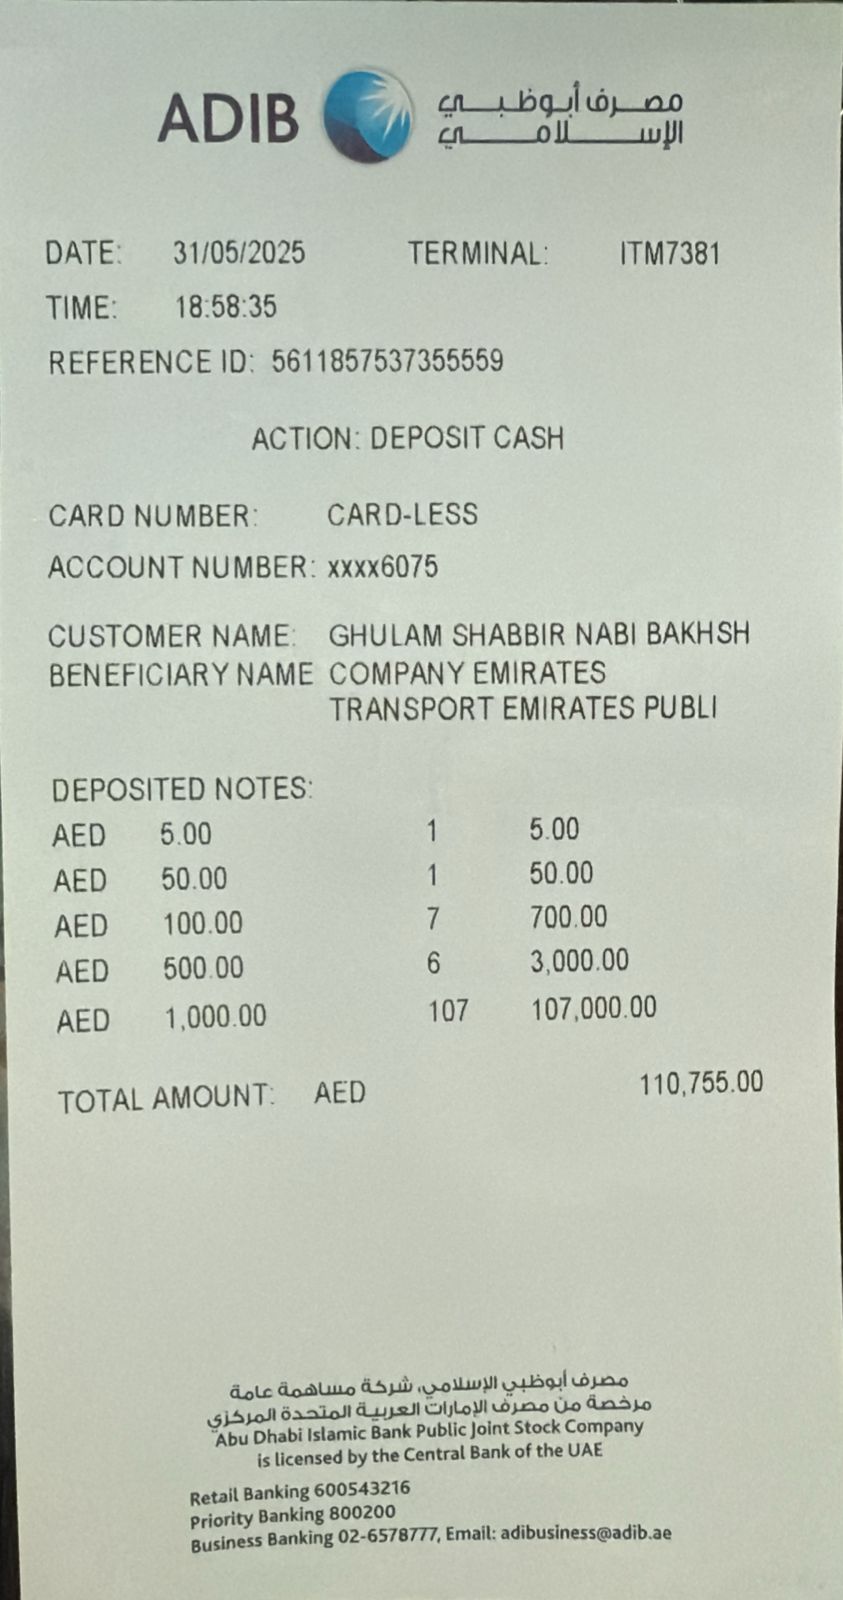 ADIB
مصرف أبوظبي
الإسلامي
DATE: 31/05/2025 TERMINAL: ITM7381
TIME: 18:58:35
REFERENCE ID: 5611857537355559
ACTION: DEPOSIT CASH
CARD NUMBER: CARD-LESS
ACCOUNT NUMBER: xxxx6075
CUSTOMER NAME: GHULAM SHABBIR NABI BAKHSH
BENEFICIARY NAME COMPANY EMIRATES
TRANSPORT EMIRATES PUBLI
DEPOSITED NOTES:
AED 5.00 1 5.00
AED 50.00 1 50.00
AED 100.00 7 700.00
AED 500.00 6 3,000.00
AED 1,000.00 107 107,000.00
TOTAL AMOUNT: AED 110,755.00
مصرف أبوظبي الإسلامي، شركة مساهمة عامة
مرخصة من مصرف الإمارات العربية المتحدة المركزي
Abu Dhabi Islamic Bank Public Joint Stock Company
is licensed by the Central Bank of the UAE
Retail Banking 600543216
Priority Banking 800200
Business Banking 02-6578777, Email: adibusiness@adib.ae